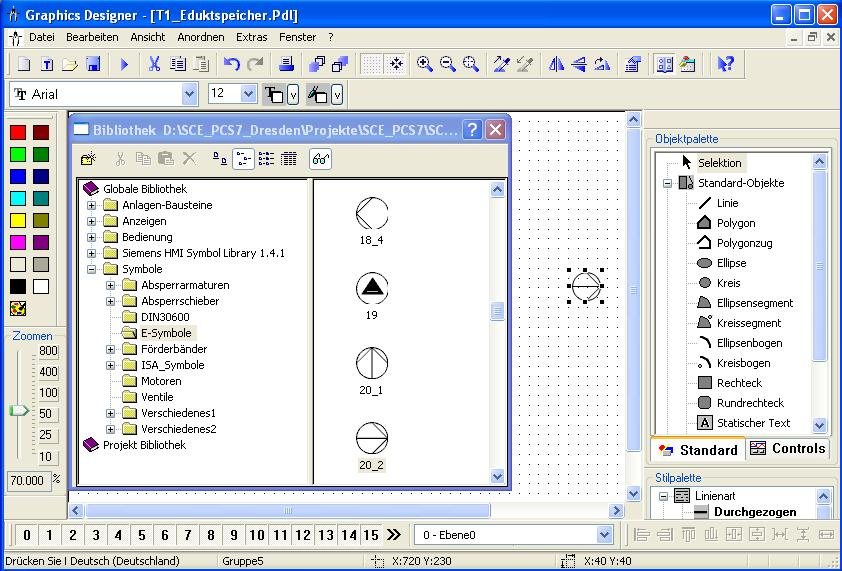 Graphics Designer - [T1_Eduktspeicher.Pdl]
Datei Bearbeiten Ansicht Anordnen Extras Fenster ?
Arial 12
Bibliothek D:\SCE_PCS7_Dresden\Projekte\SCE_PCS7\SC...
Globale Bibliothek
Anlagen-Bausteine
Anzeigen
Bedienung
Siemens HMI Symbol Library 1.4.1
Symbole
Absperrarmaturen
Absperrschieber
DIN30600
E-Symbole
Förderbänder
ISA_Symbole
Motoren
Ventile
Verschiedenes1
Verschiedenes2
Projekt Bibliothek
18_4
19
20_1
20_2
Zoomen
800
400
100
50
25
10
70.000 %
Objektpalette
Selektion
Standard-Objekte
Linie
Polygon
Polygonzug
Ellipse
Kreis
Ellipsensegment
Kreissegment
Ellipsenbogen
Kreisbogen
Rechteck
Rundrechteck
A Statischer Text
Standard Controls
Stilpalette
Linienart
Durchgezogen
0 1 2 3 4 5 6 7 8 9 10 11 12 13 14 15 0 - Ebene0
Drücken Sie I Deutsch (Deutschland) Gruppe5 X:720 Y:230 X:40 Y:40